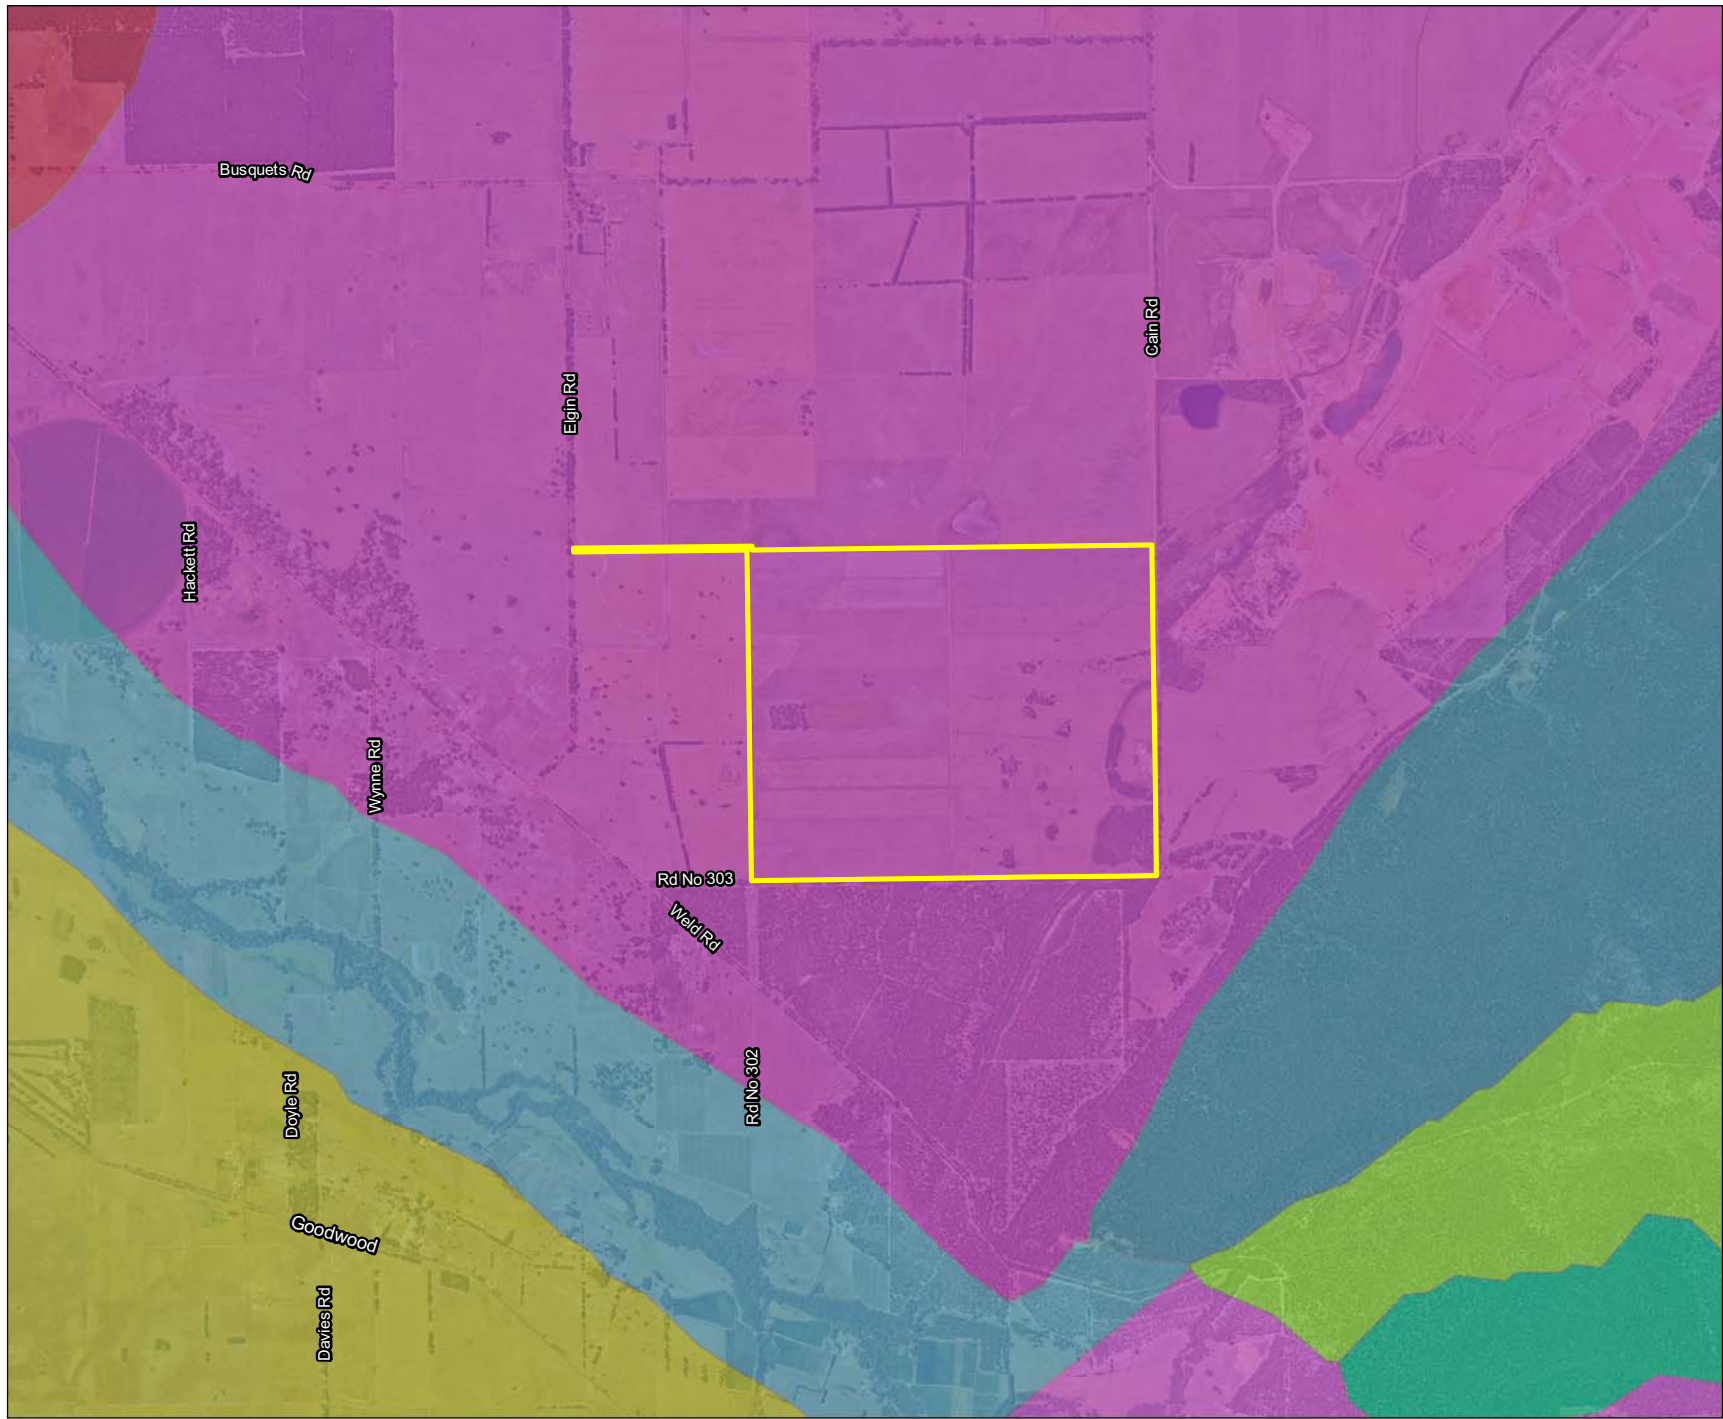 Busquets Rd
Cain Rd
Elgin Rd
Hackett Rd
Wynne Rd
Rd No 303
Weld Rd
Rd No 302
Doyle Rd
Goodwood
Davies Rd